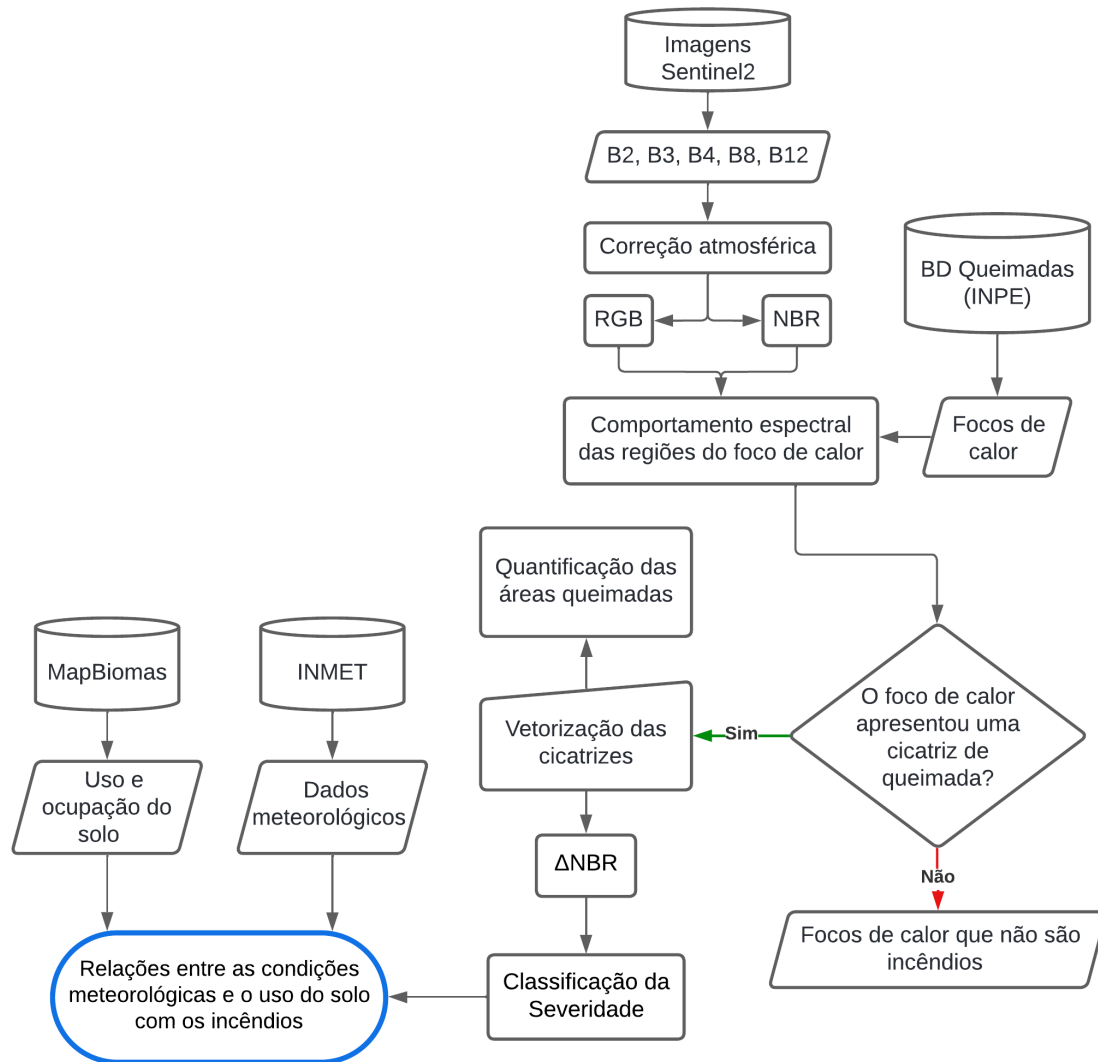 Imagens
Sentinel2
B2, B3, B4, B8, B12
Correção atmosférica
BD Queimadas
(INPE)
RGB
NBR
Comportamento espectral
das regiões do foco de calor
Focos de
calor
Quantificação das
áreas queimadas
MapBiomas
INMET
Vetorização das
cicatrizes
Sim
O foco de calor
apresentou uma
cicatriz de
queimada?
Uso e
ocupação do
solo
Dados
meteorológicos
ΔNBR
Não
Focos de calor que não são
incêndios
Relações entre as condições
meteorológicas e o uso do solo
com os incêndios
Classificação da
Severidade